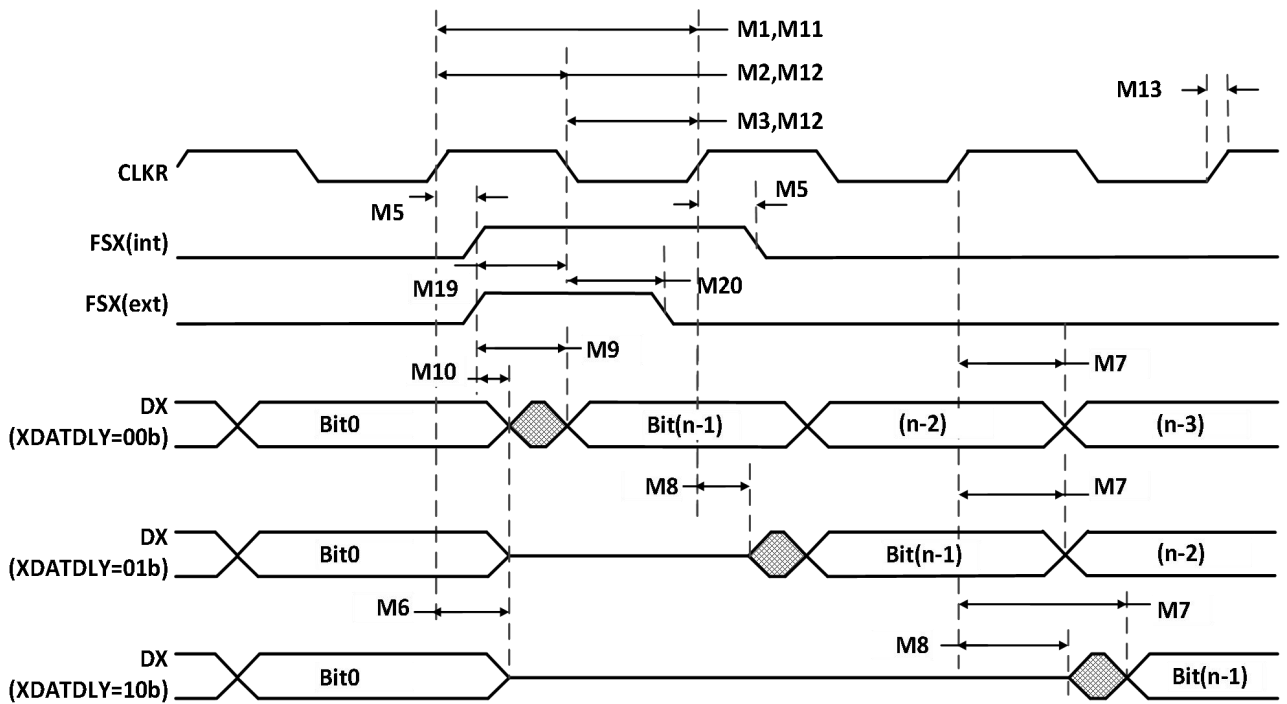 M1,M11
M2,M12
M13
M3,M12
CLKR
M5
M5
FSX(int)
M19
M20
FSX(ext)
M9
M10
M7
DX
(XDATDLY=00b)
Bit0
Bit(n-1)
(n-2)
(n-3)
M8
M7
DX
(XDATDLY=01b)
Bit0
Bit(n-1)
(n-2)
M6
M7
M8
DX
(XDATDLY=10b)
Bit0
Bit(n-1)